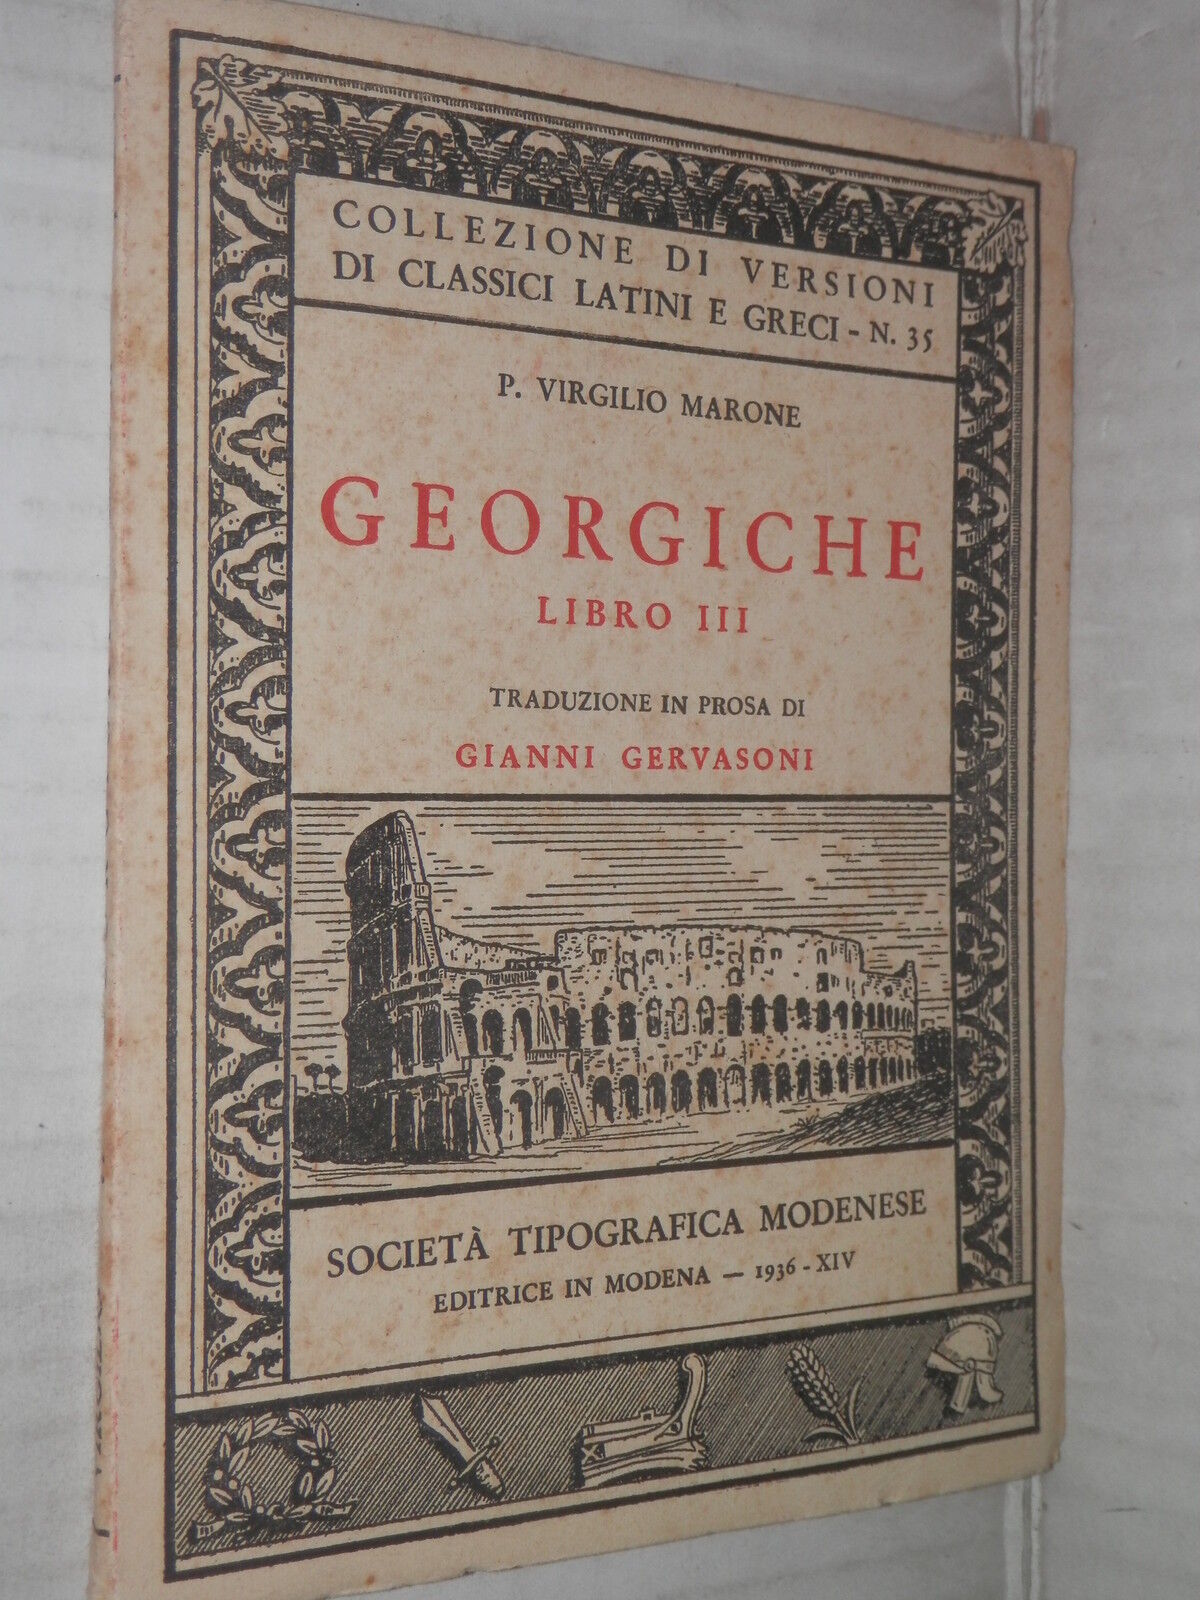 COLLEZIONE DI VERSIONI
DI CLASSICI LATINI E GRECI - N. 35
P. VIRGILIO MARONE
GEORGICHE
LIBRO III
TRADUZIONE IN PROSA DI
GIANNI GERVASONI
SOCIETÀ TIPOGRAFICA MODENESE
EDITRICE IN MODENA — 1936 - XIV